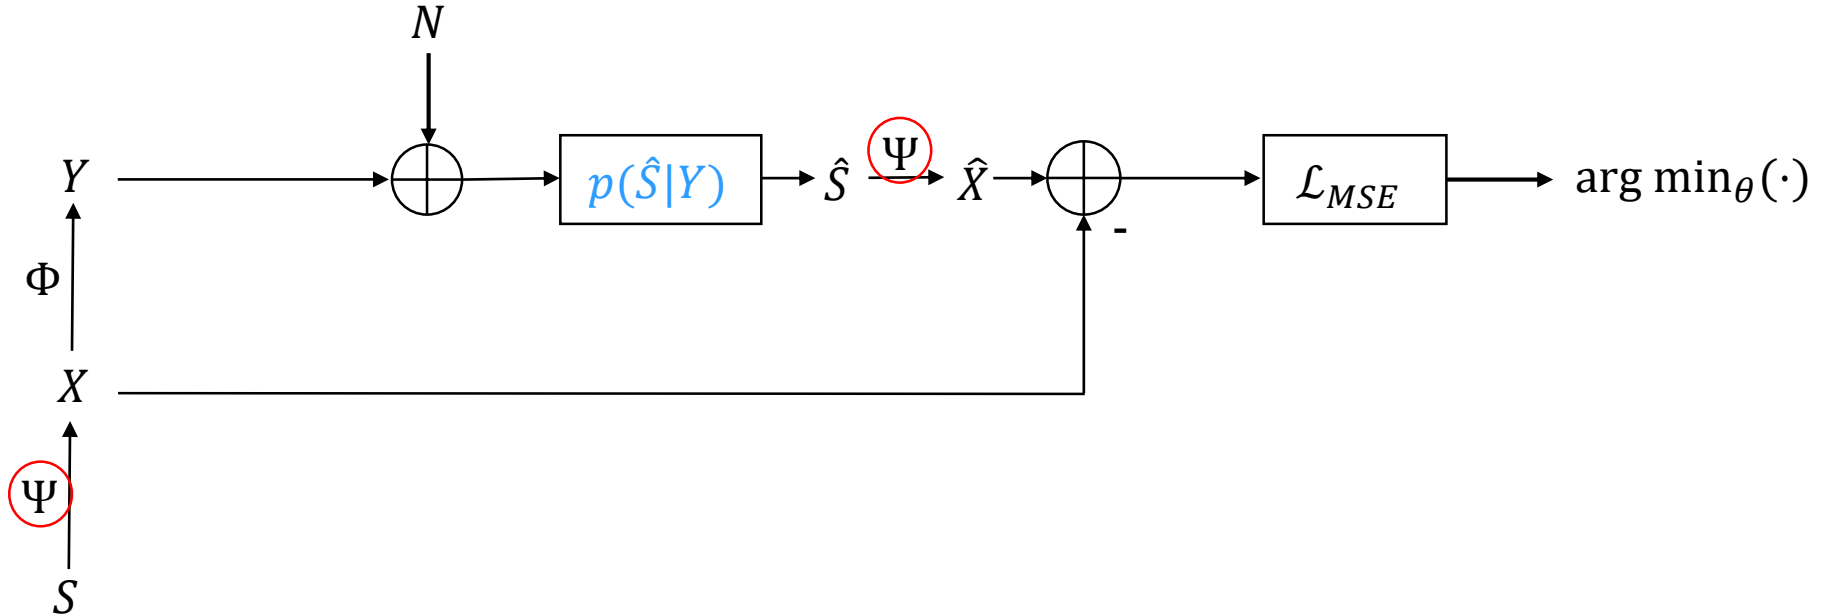 N
Y
p(Ŝ|Y)
Ŝ
Ψ
X̂
ℒ_MSE
arg min_θ(·)
-
Φ
X
Ψ
S